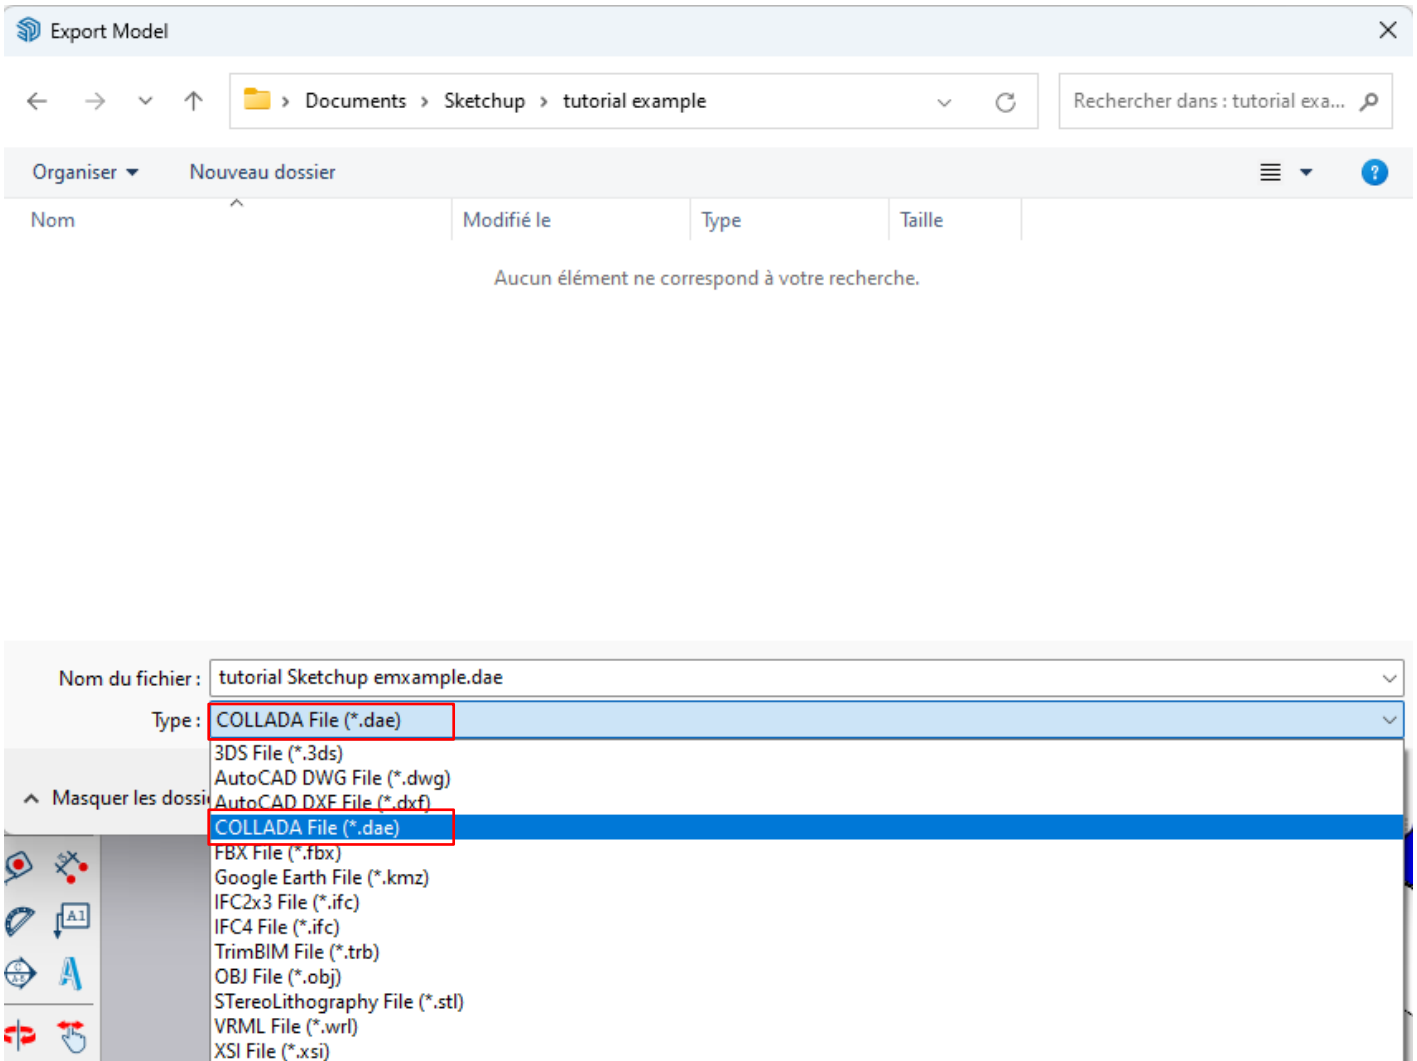 Export Model
Documents > Sketchup > tutorial example
Rechercher dans : tutorial exa...
Organiser
Nouveau dossier
?
Nom
Modifié le
Type
Taille
Aucun élément ne correspond à votre recherche.
Nom du fichier :
tutorial Sketchup emxample.dae
Type :
COLLADA File (*.dae)
3DS File (*.3ds)
AutoCAD DWG File (*.dwg)
Masquer les dossi
AutoCAD DXF File (*.dxf)
COLLADA File (*.dae)
FBX File (*.fbx)
Google Earth File (*.kmz)
IFC2x3 File (*.ifc)
IFC4 File (*.ifc)
A1
TrimBIM File (*.trb)
OBJ File (*.obj)
STereoLithography File (*.stl)
VRML File (*.wrl)
XSI File (*.xsi)